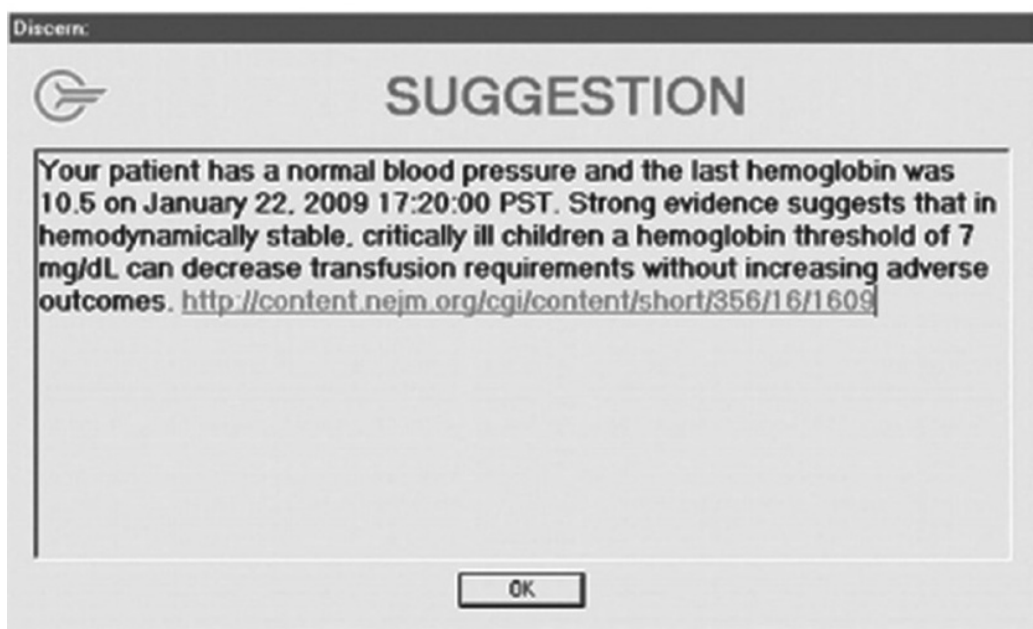 Discern:
SUGGESTION
Your patient has a normal blood pressure and the last hemoglobin was
10.5 on January 22, 2009 17:20:00 PST. Strong evidence suggests that in
hemodynamically stable, critically ill children a hemoglobin threshold of 7
mg/dL can decrease transfusion requirements without increasing adverse
outcomes. http://content.nejm.org/cgi/content/short/356/16/1609
OK